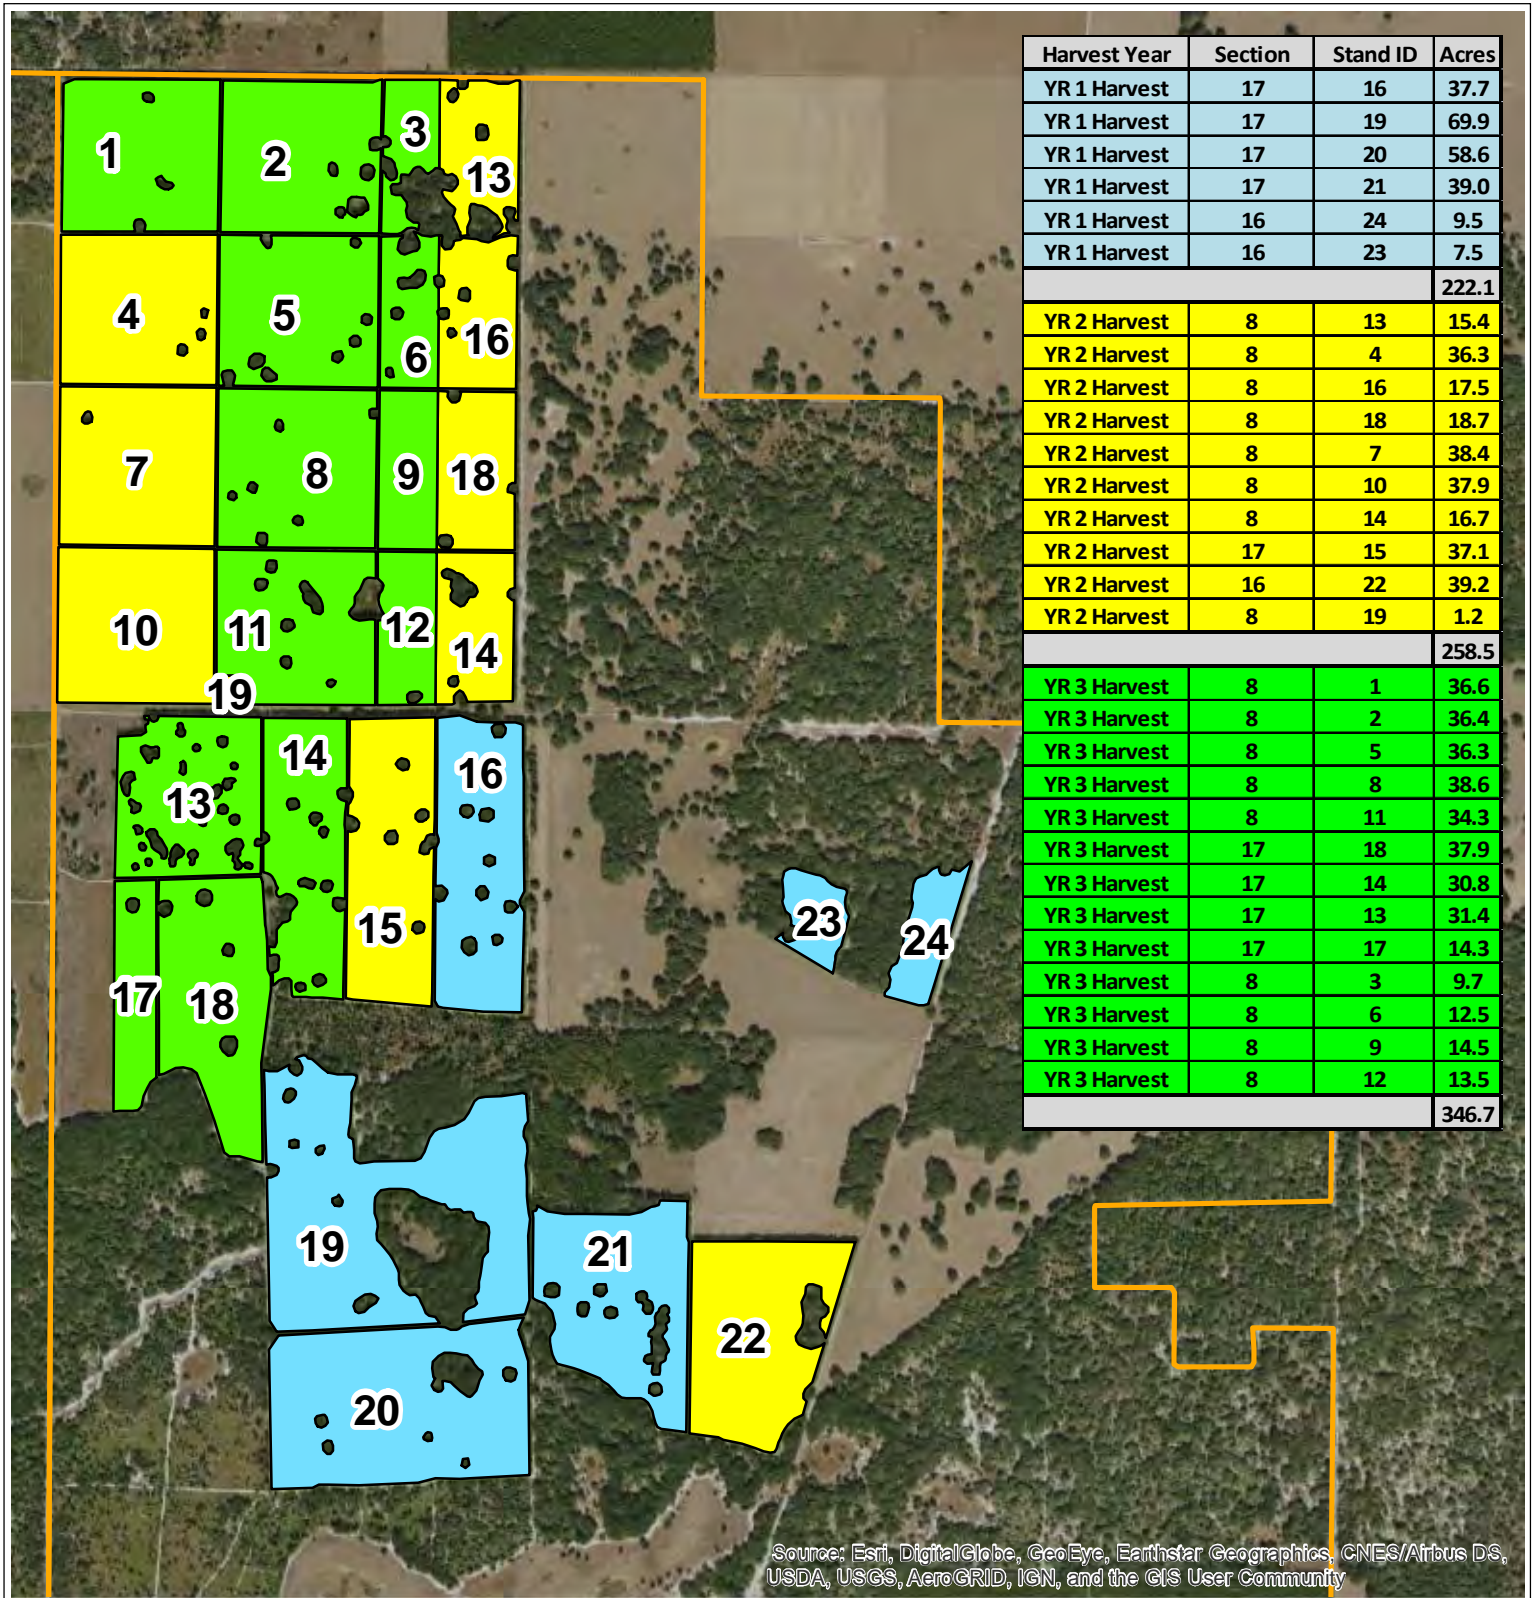 Harvest Year Section Stand ID Acres
YR 1 Harvest 17 16 37.7
YR 1 Harvest 17 19 69.9
YR 1 Harvest 17 20 58.6
YR 1 Harvest 17 21 39.0
YR 1 Harvest 16 24 9.5
YR 1 Harvest 16 23 7.5
222.1
YR 2 Harvest 8 13 15.4
YR 2 Harvest 8 4 36.3
YR 2 Harvest 8 16 17.5
YR 2 Harvest 8 18 18.7
YR 2 Harvest 8 7 38.4
YR 2 Harvest 8 10 37.9
YR 2 Harvest 8 14 16.7
YR 2 Harvest 17 15 37.1
YR 2 Harvest 16 22 39.2
YR 2 Harvest 8 19 1.2
258.5
YR 3 Harvest 8 1 36.6
YR 3 Harvest 8 2 36.4
YR 3 Harvest 8 5 36.3
YR 3 Harvest 8 8 38.6
YR 3 Harvest 8 11 34.3
YR 3 Harvest 17 18 37.9
YR 3 Harvest 17 14 30.8
YR 3 Harvest 17 13 31.4
YR 3 Harvest 17 17 14.3
YR 3 Harvest 8 3 9.7
YR 3 Harvest 8 6 12.5
YR 3 Harvest 8 9 14.5
YR 3 Harvest 8 12 13.5
346.7
1 2 3 13
4 5 6 16
7 8 9 18
10 11 12 14
19
13 14 15 16
17 18
23 24
19 21
20 22
Source: Esri, DigitalGlobe, GeoEye, Earthstar Geographics, CNES/Airbus DS,
USDA, USGS, AeroGRID, IGN, and the GIS User Community